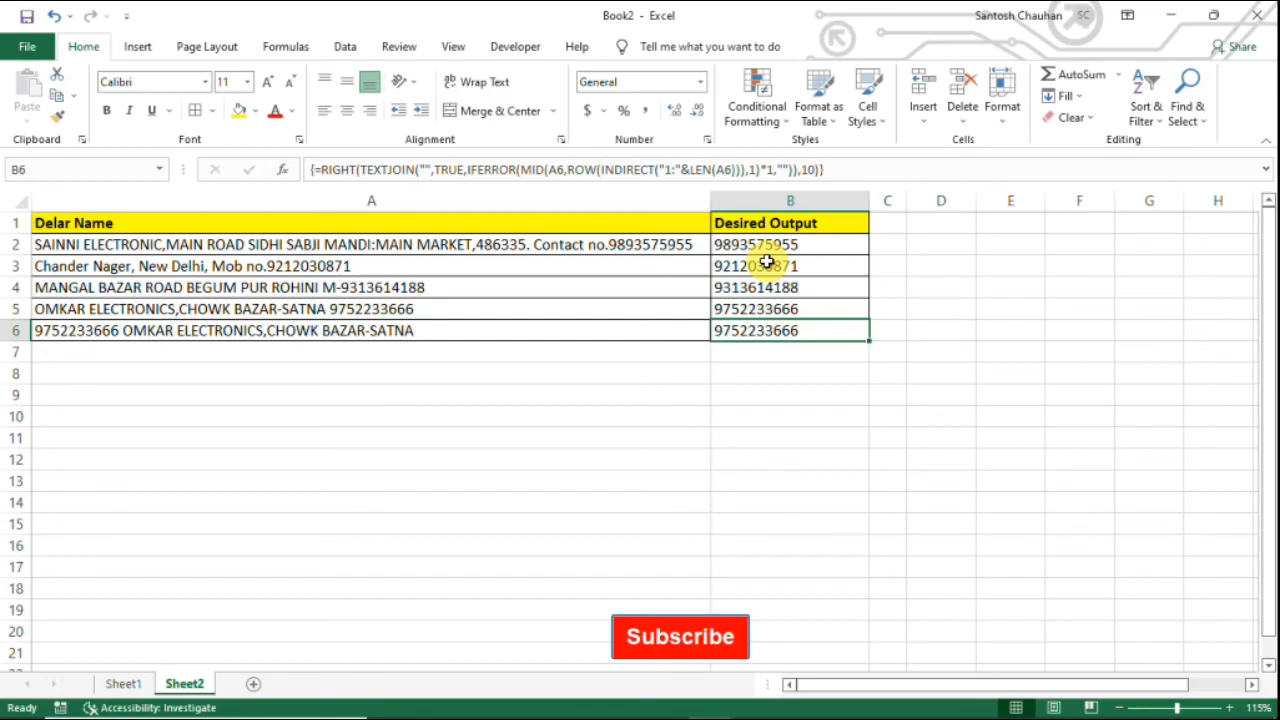 Book2 - Excel
Santosh Chauhan SC
File Home Insert Page Layout Formulas Data Review View Developer Help Tell me what you want to do Share
Paste
Calibri 11
B I U
Wrap Text
Merge & Center
General
$ % ,
Conditional Formatting
Format as Table
Cell Styles
Insert
Delete
Format
AutoSum
Fill
Clear
Sort & Filter
Find & Select
Clipboard Font Alignment Number Styles Cells Editing
B6 fx {=RIGHT(TEXTJOIN("",TRUE,IFERROR(MID(A6,ROW(INDIRECT("1:"&LEN(A6))),1)*1,"")),10)}
A B C D E F G H
1 Delar Name Desired Output
2 SAINNI ELECTRONIC,MAIN ROAD SIDHI SABJI MANDI:MAIN MARKET,486335. Contact no.9893575955 9893575955
3 Chander Nager, New Delhi, Mob no.9212030871 9212030871
4 MANGAL BAZAR ROAD BEGUM PUR ROHINI M-9313614188 9313614188
5 OMKAR ELECTRONICS,CHOWK BAZAR-SATNA 9752233666 9752233666
6 9752233666 OMKAR ELECTRONICS,CHOWK BAZAR-SATNA 9752233666
7
8
9
10
11
12
13
14
15
16
17
18
19
20
21
Subscribe
Sheet1 Sheet2
Ready Accessibility: Investigate 115%